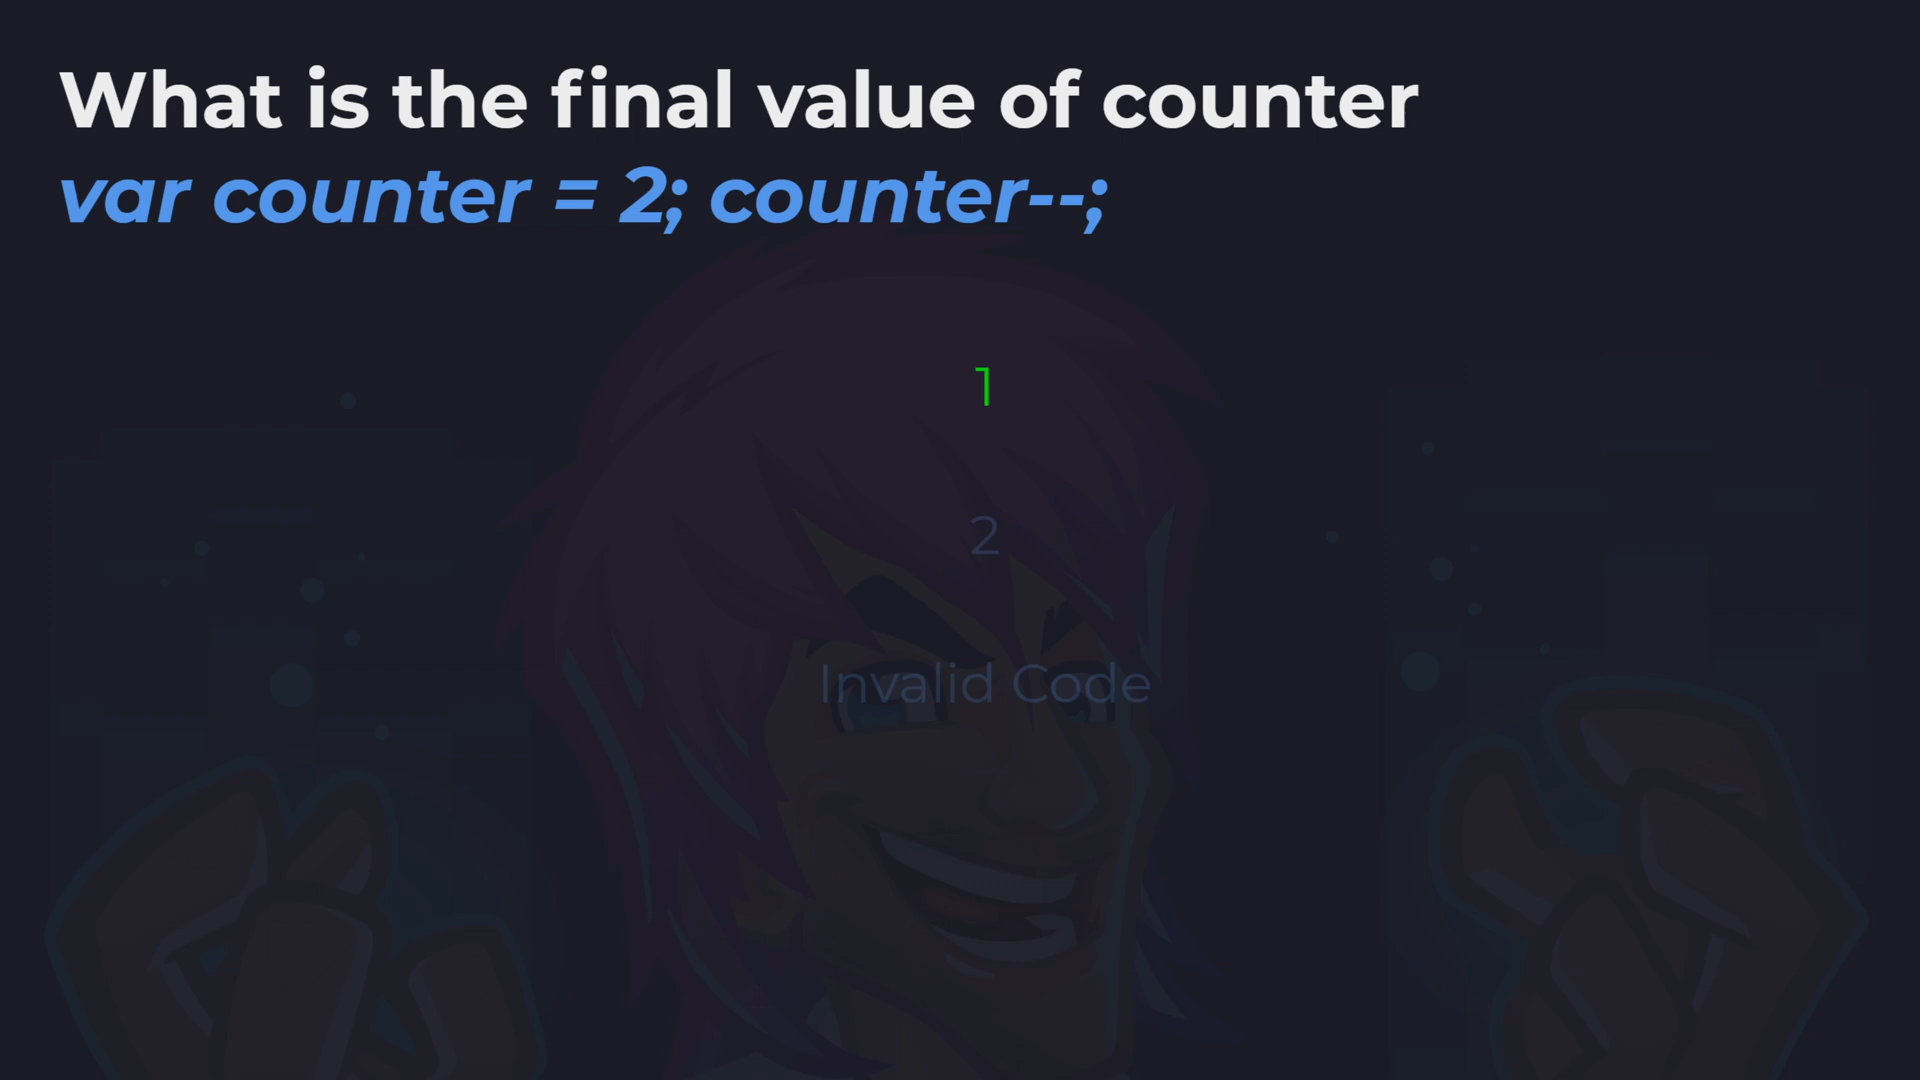 What is the final value of counter
var counter = 2; counter--;
1
2
Invalid Code